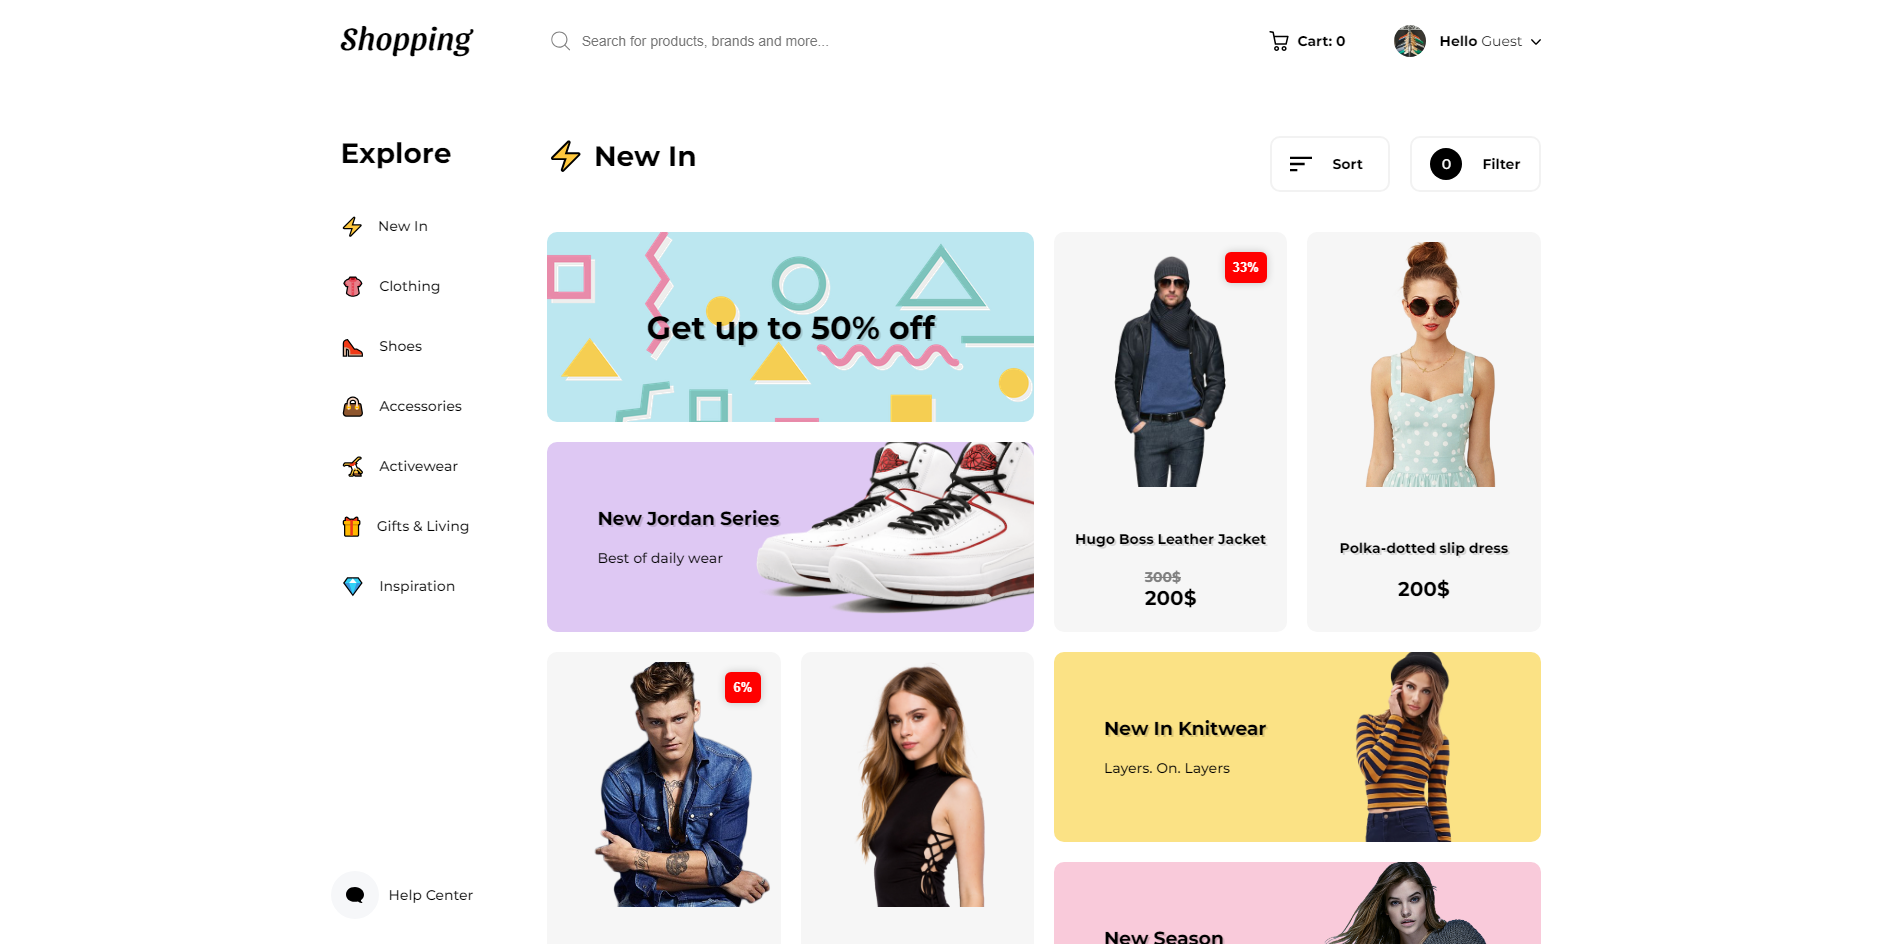 Shopping
Search for products, brands and more...
Cart: 0
Hello Guest
Explore
New In
Clothing
Shoes
Accessories
Activewear
Gifts & Living
Inspiration
Help Center
New In
Sort
0 Filter
Get up to 50% off
33%
Hugo Boss Leather Jacket
300$
200$
Polka-dotted slip dress
200$
New Jordan Series
Best of daily wear
6%
New In Knitwear
Layers. On. Layers
New Season